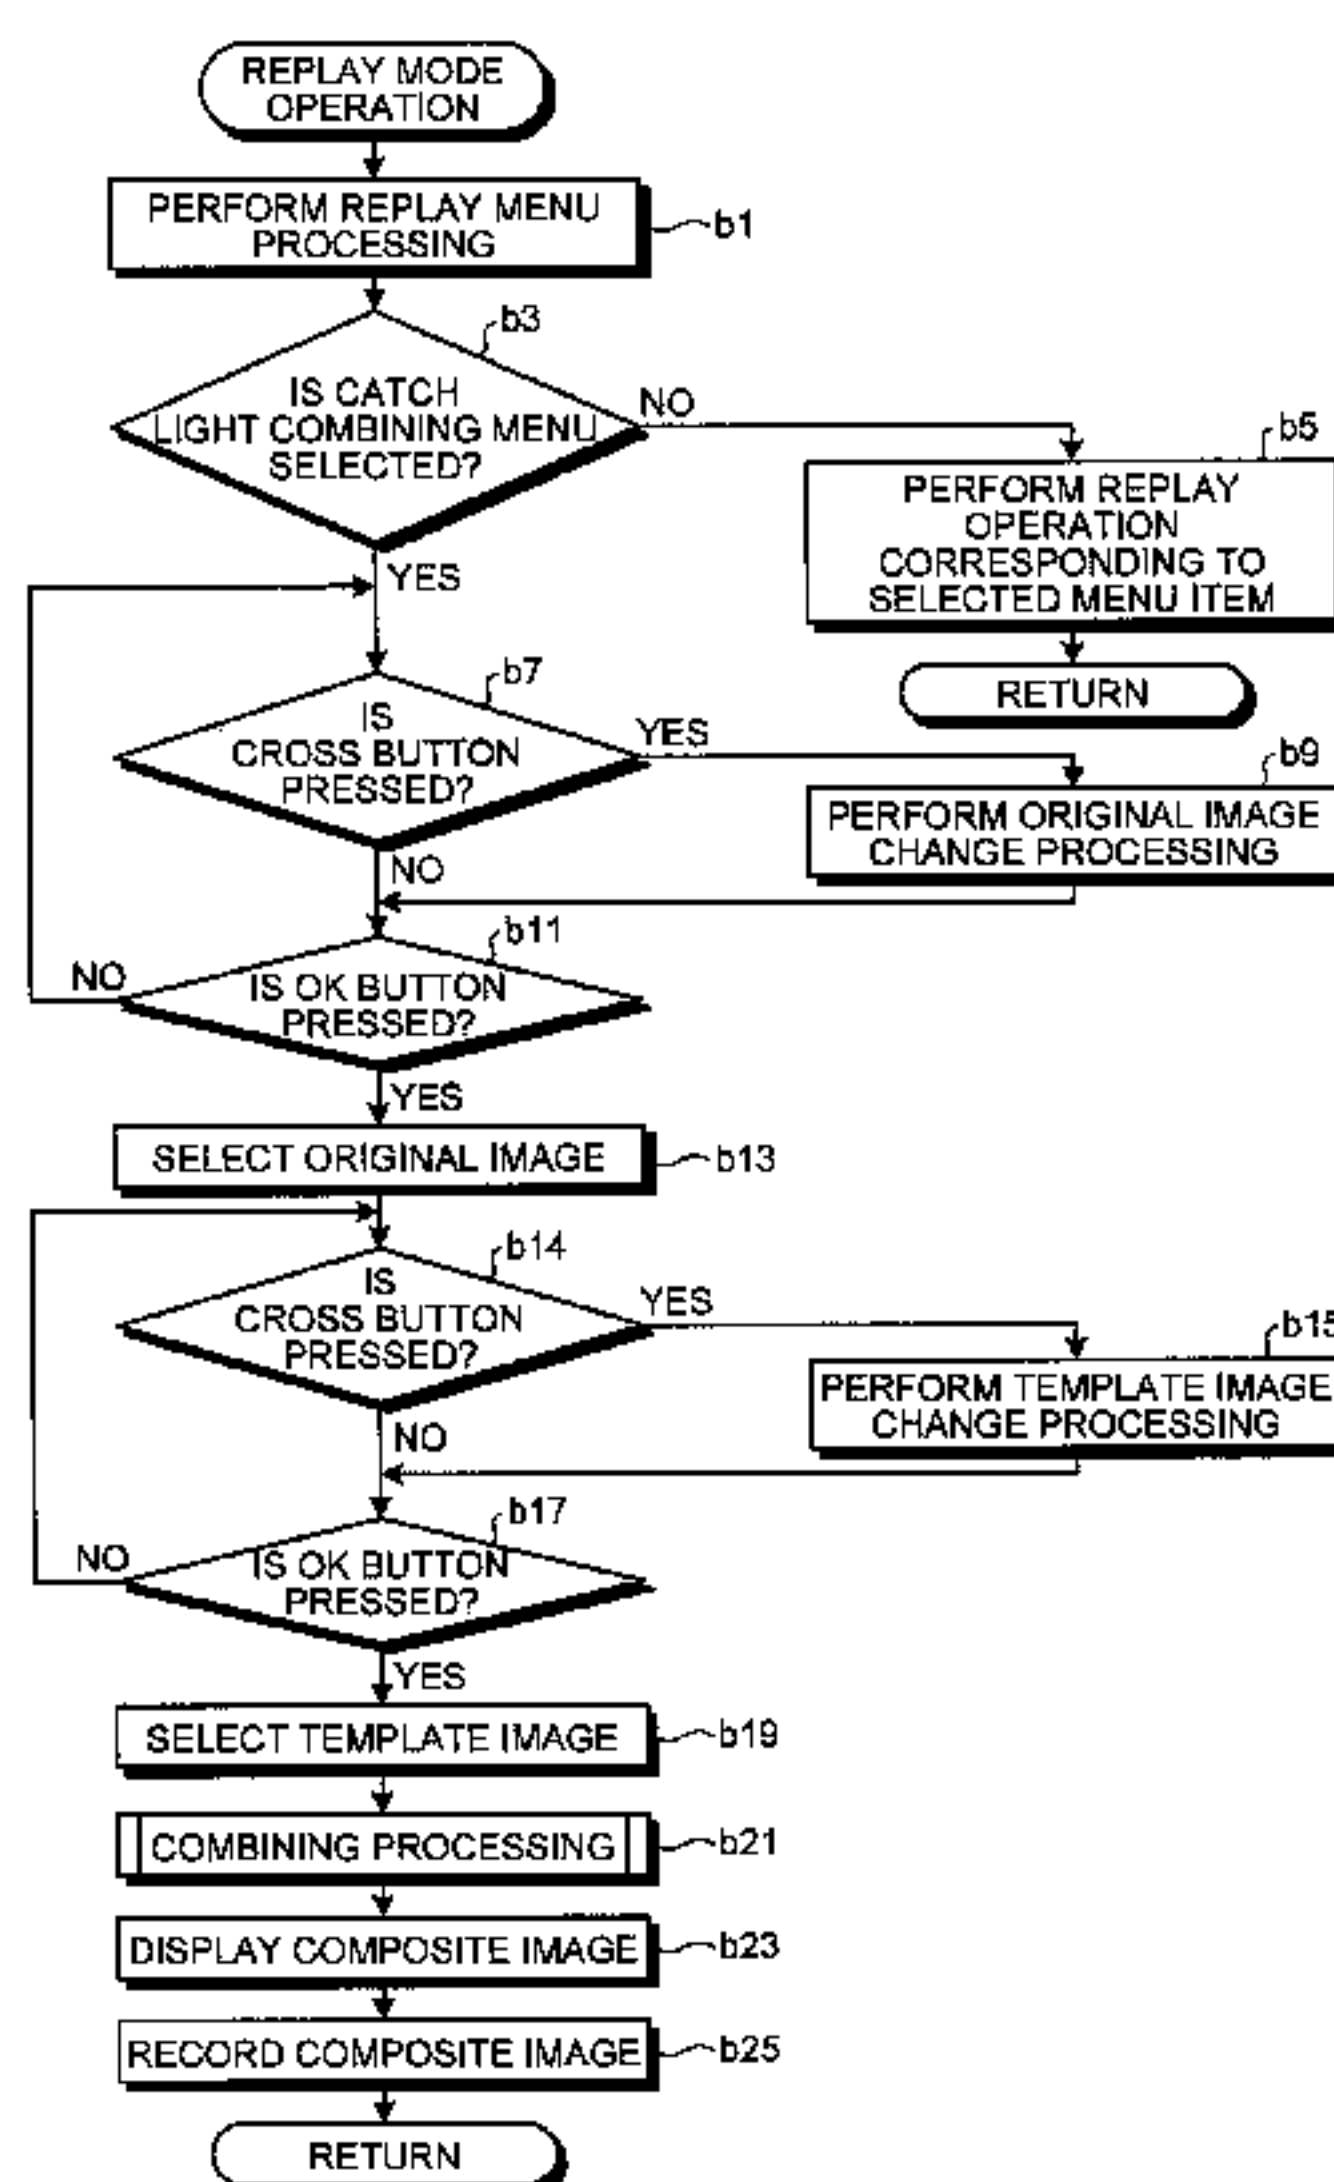 REPLAY MODE
OPERATION
PERFORM REPLAY MENU
PROCESSING
b1
b3
IS CATCH
LIGHT COMBINING MENU
SELECTED?
NO
b5
PERFORM REPLAY
OPERATION
CORRESPONDING TO
SELECTED MENU ITEM
RETURN
YES
b7
IS
CROSS BUTTON
PRESSED?
YES
b9
PERFORM ORIGINAL IMAGE
CHANGE PROCESSING
NO
b11
IS OK BUTTON
PRESSED?
NO
YES
SELECT ORIGINAL IMAGE
b13
b14
IS
CROSS BUTTON
PRESSED?
YES
b15
PERFORM TEMPLATE IMAGE
CHANGE PROCESSING
NO
b17
IS OK BUTTON
PRESSED?
NO
YES
SELECT TEMPLATE IMAGE
b19
COMBINING PROCESSING
b21
DISPLAY COMPOSITE IMAGE
b23
RECORD COMPOSITE IMAGE
b25
RETURN